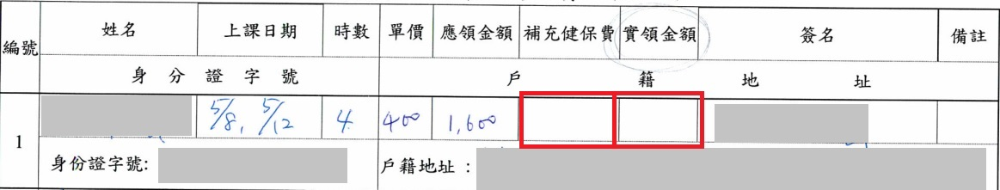 編號 姓名 上課日期 時數 單價 應領金額 補充健保費 實領金額 簽名 備註
身分證字號 戶籍地址
1 5/8, 5/12 4 400 1,600
身份證字號: 戶籍地址 :